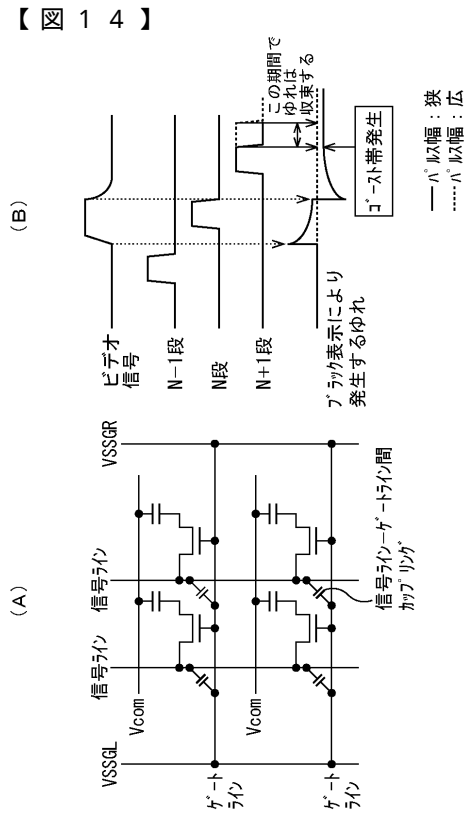 【図１４】
(A)
VSSGL
VSSGR
信号ライン
信号ライン
Vcom
Vcom
ゲート
ライン
ゲート
ライン
信号ライン－ゲートライン間
カップリング
(B)
ビデオ
信号
N−1段
N段
N+1段
ブラック表示により
発生するゆれ
この期間で
ゆれは
収束する
ゴースト帯発生
パルス幅：狭
パルス幅：広